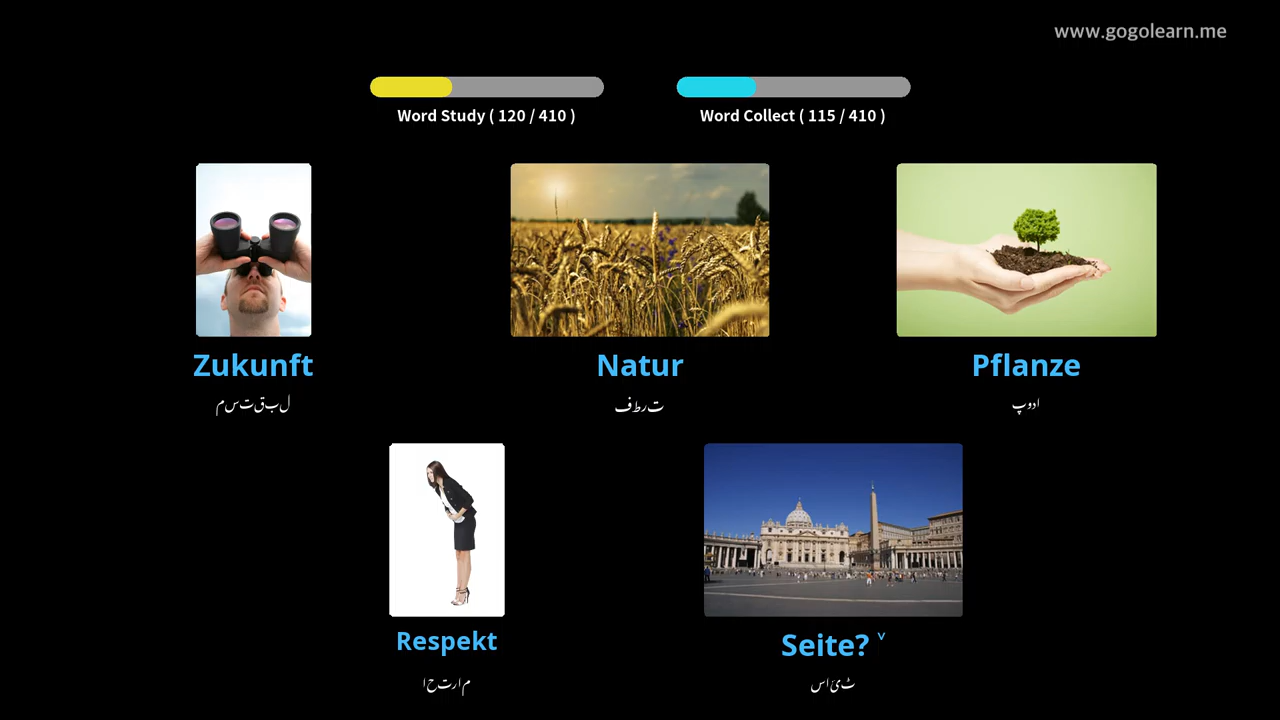 www.gogolearn.me
Word Study ( 120 / 410 )
Word Collect ( 115 / 410 )
Zukunft
مستقبل
Natur
فطرت
Pflanze
پودا
Respekt
احترام
Seite? ᵛ
سائٹ